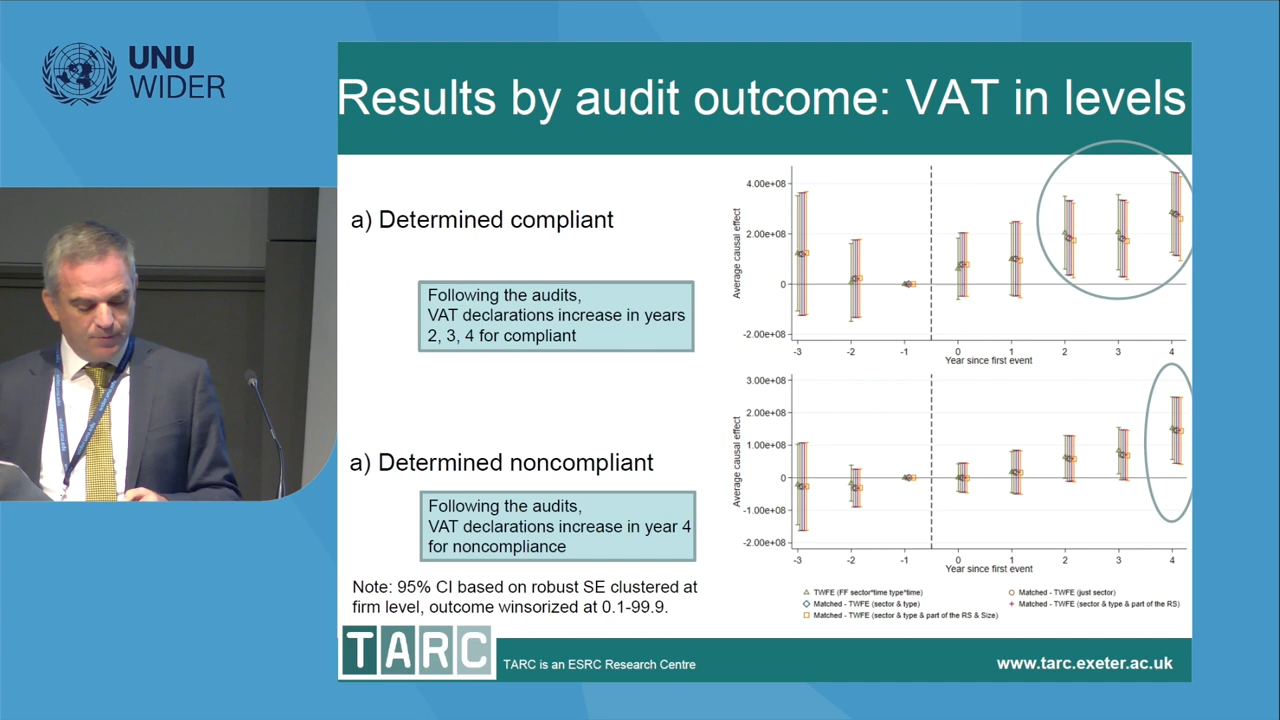 UNU
WIDER
Results by audit outcome: VAT in levels
a) Determined compliant
Following the audits,
VAT declarations increase in years
2, 3, 4 for compliant
a) Determined noncompliant
Following the audits,
VAT declarations increase in year 4
for noncompliance
Note: 95% CI based on robust SE clustered at
firm level, outcome winsorized at 0.1-99.9.
Average causal effect
4.00e+08
2.00e+08
0
-2.00e+08
-3 -2 -1 0 1 2 3 4
Year since first event
Average causal effect
3.00e+08
2.00e+08
1.00e+08
0
-1.00e+08
-2.00e+08
-3 -2 -1 0 1 2 3 4
Year since first event
TWFE (FF sector*time type*time)
Matched - TWFE (just sector)
Matched - TWFE (sector & type)
Matched - TWFE (sector & type & part of the RS)
Matched - TWFE (sector & type & part of the RS & Size)
TARC
TARC is an ESRC Research Centre
www.tarc.exeter.ac.uk